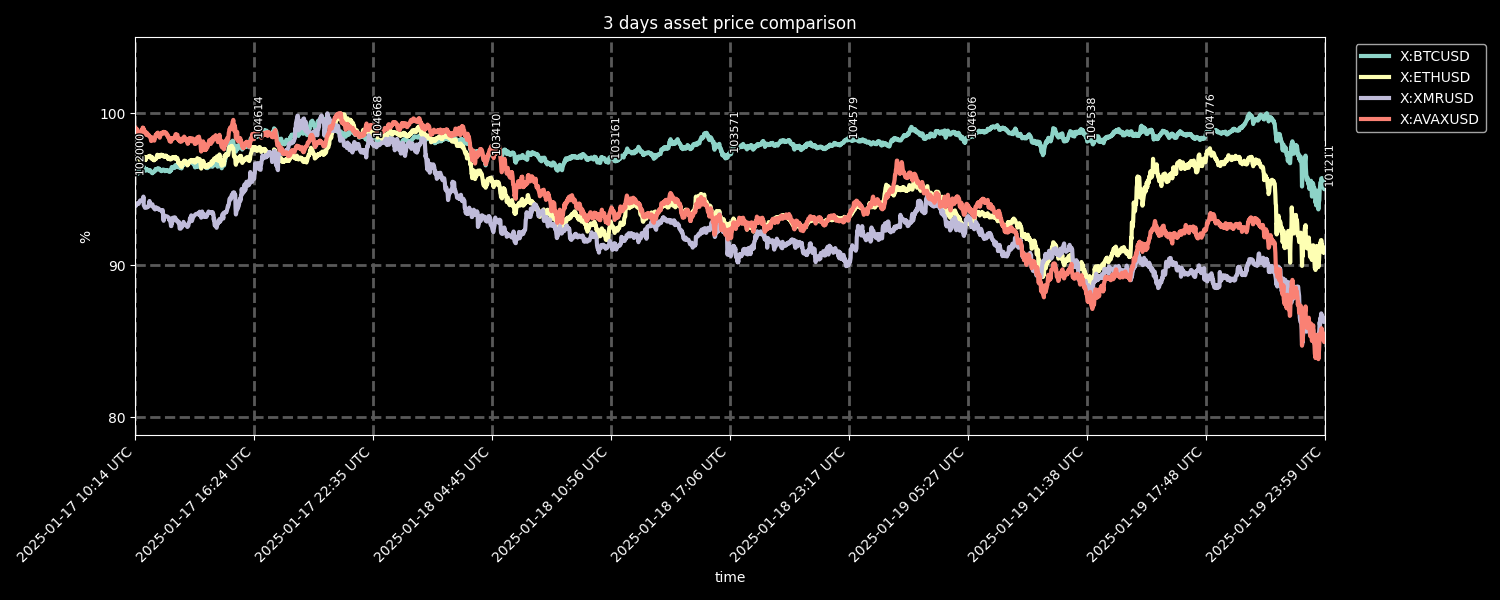 3 days asset price comparison
X:BTCUSD
X:ETHUSD
X:XMRUSD
X:AVAXUSD
100
90
80
%
102000
104614
104668
103410
103161
103571
104579
104606
104538
104776
101211
2025-01-17 10:14 UTC
2025-01-17 16:24 UTC
2025-01-17 22:35 UTC
2025-01-18 04:45 UTC
2025-01-18 10:56 UTC
2025-01-18 17:06 UTC
2025-01-18 23:17 UTC
2025-01-19 05:27 UTC
2025-01-19 11:38 UTC
2025-01-19 17:48 UTC
2025-01-19 23:59 UTC
time